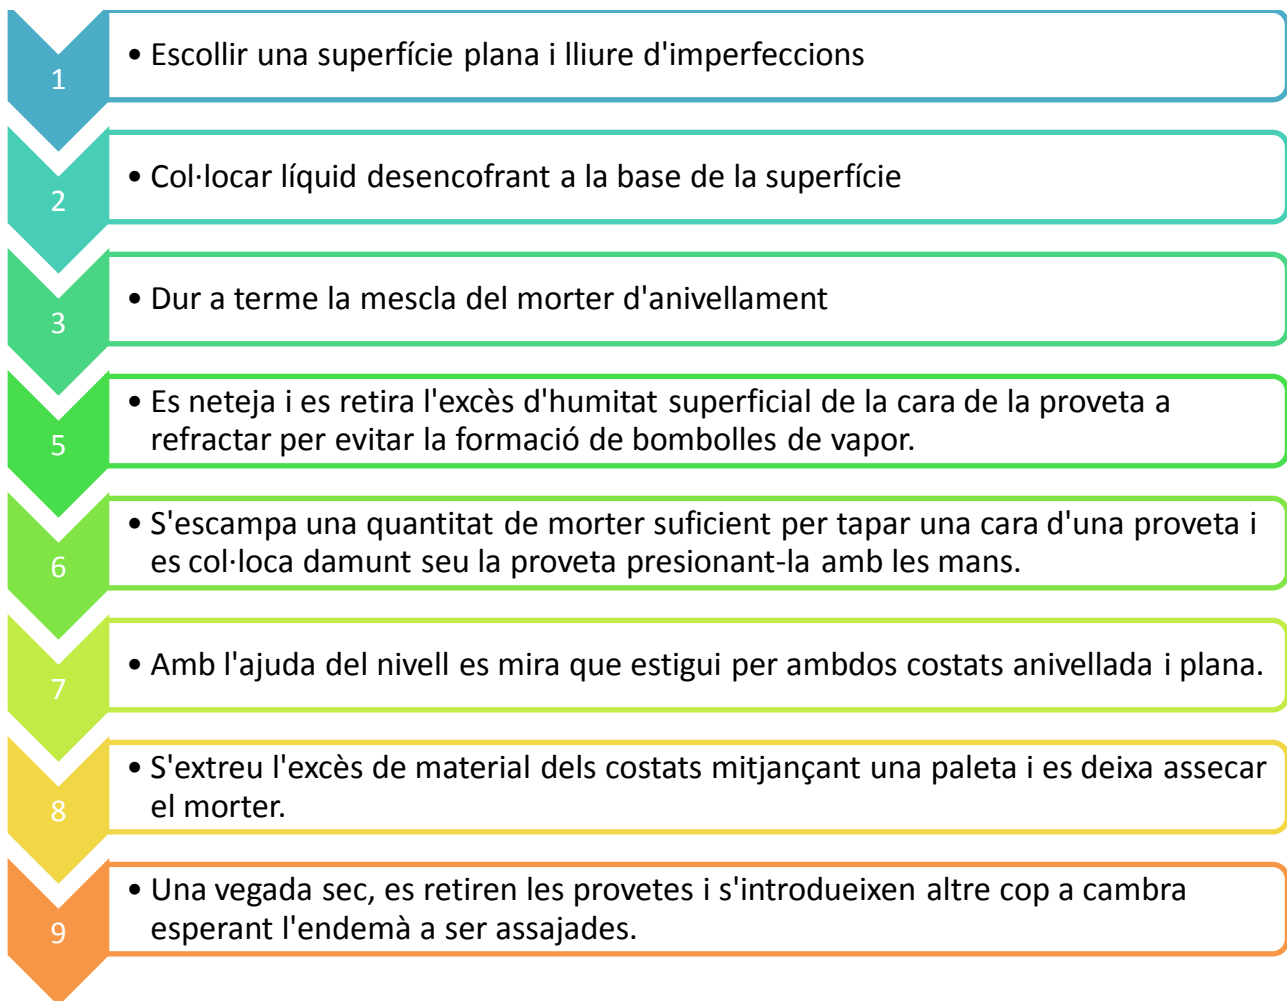 1
• Escollir una superfície plana i lliure d'imperfeccions
2
• Col·locar líquid desencofrant a la base de la superfície
3
• Dur a terme la mescla del morter d'anivellament
5
• Es neteja i es retira l'excès d'humitat superficial de la cara de la proveta a
refractar per evitar la formació de bombolles de vapor.
6
• S'escampa una quantitat de morter suficient per tapar una cara d'una proveta i
es col·loca damunt seu la proveta presionant-la amb les mans.
7
• Amb l'ajuda del nivell es mira que estigui per ambdos costats anivellada i plana.
8
• S'extreu l'excès de material dels costats mitjançant una paleta i es deixa assecar
el morter.
9
• Una vegada sec, es retiren les provetes i s'introdueixen altre cop a cambra
esperant l'endemà a ser assajades.